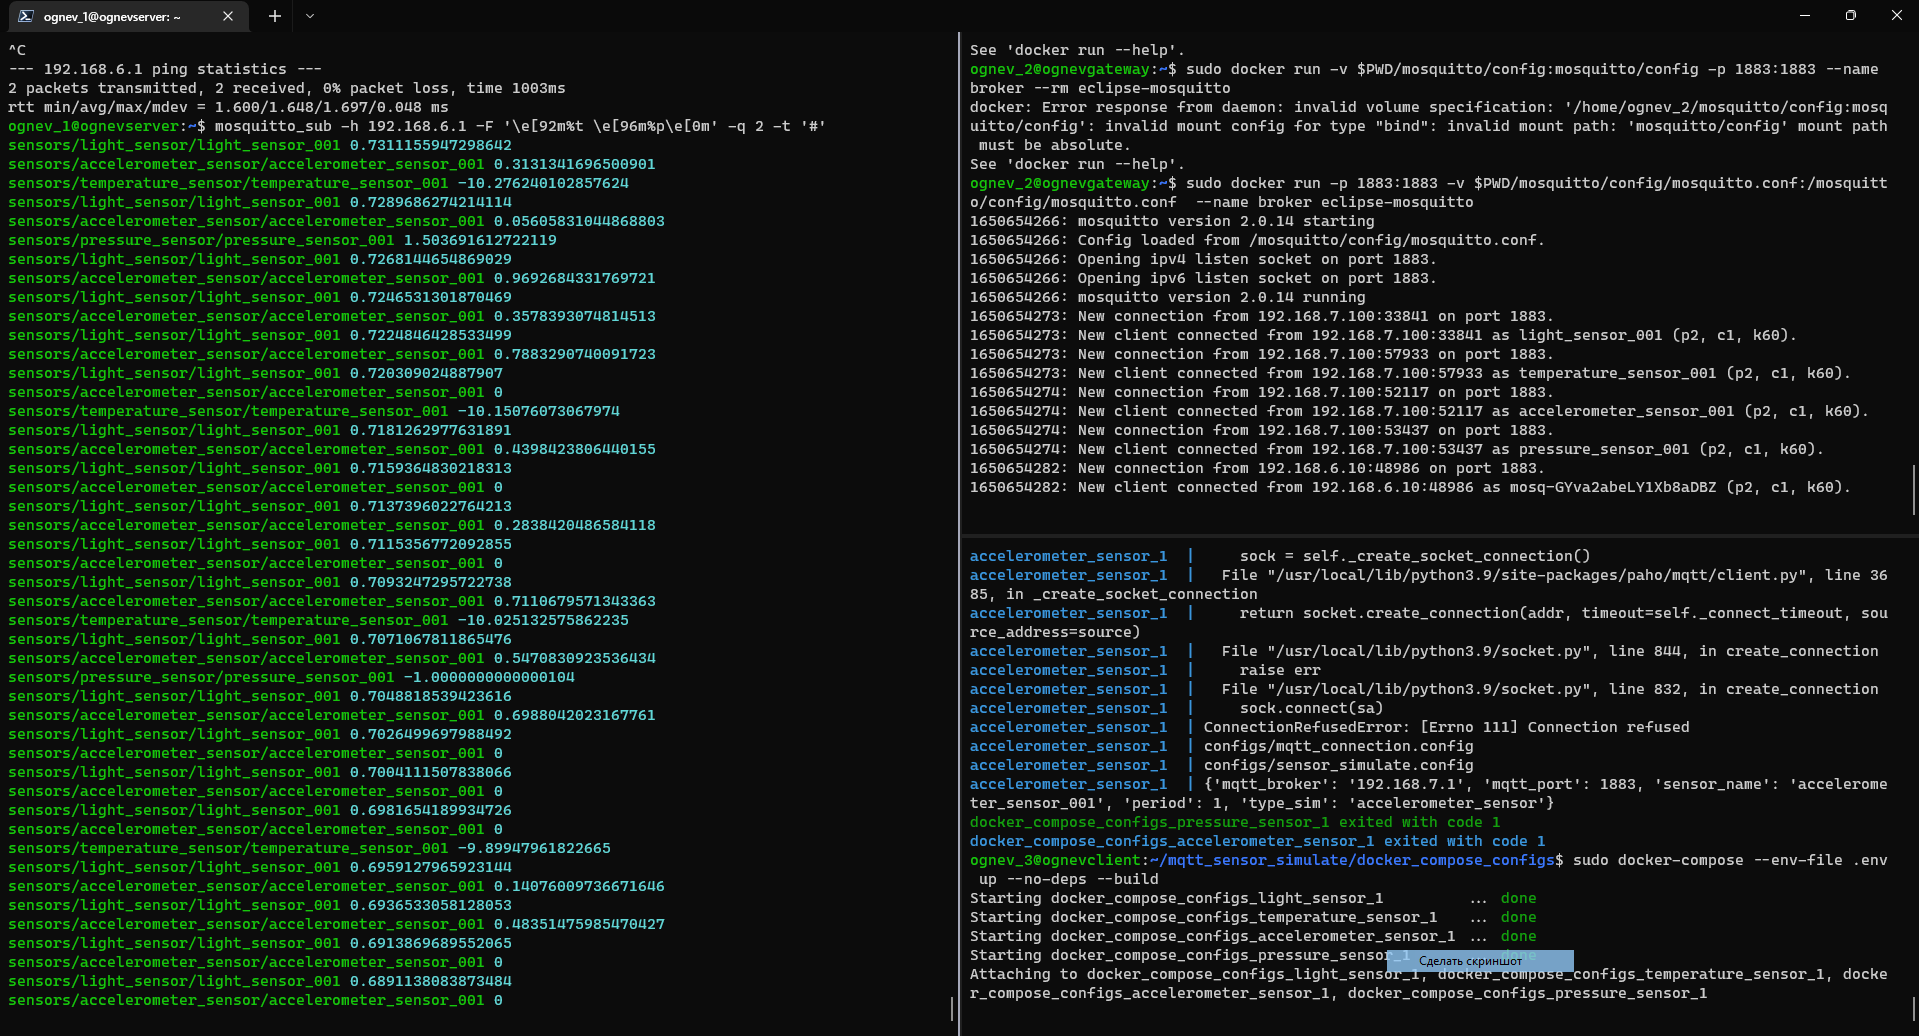 ognev_1@ognevserver: ~
^C
--- 192.168.6.1 ping statistics ---
2 packets transmitted, 2 received, 0% packet loss, time 1003ms
rtt min/avg/max/mdev = 1.600/1.648/1.697/0.048 ms
ognev_1@ognevserver:~$ mosquitto_sub -h 192.168.6.1 -F '\e[92m%t \e[96m%p\e[0m' -q 2 -t '#'
sensors/light_sensor/light_sensor_001 0.7311155947298642
sensors/accelerometer_sensor/accelerometer_sensor_001 0.3131341696500901
sensors/temperature_sensor/temperature_sensor_001 -10.276240102857624
sensors/light_sensor/light_sensor_001 0.7289686274214114
sensors/accelerometer_sensor/accelerometer_sensor_001 0.05605831044868803
sensors/pressure_sensor/pressure_sensor_001 1.503691612722119
sensors/light_sensor/light_sensor_001 0.7268144654869029
sensors/accelerometer_sensor/accelerometer_sensor_001 0.9692684331769721
sensors/light_sensor/light_sensor_001 0.7246531301870469
sensors/accelerometer_sensor/accelerometer_sensor_001 0.3578393074814513
sensors/light_sensor/light_sensor_001 0.7224846428533499
sensors/accelerometer_sensor/accelerometer_sensor_001 0.7883290740091723
sensors/light_sensor/light_sensor_001 0.720309024887907
sensors/accelerometer_sensor/accelerometer_sensor_001 0
sensors/temperature_sensor/temperature_sensor_001 -10.15076073067974
sensors/light_sensor/light_sensor_001 0.7181262977631891
sensors/accelerometer_sensor/accelerometer_sensor_001 0.4398423806440155
sensors/light_sensor/light_sensor_001 0.7159364830218313
sensors/accelerometer_sensor/accelerometer_sensor_001 0
sensors/light_sensor/light_sensor_001 0.7137396022764213
sensors/accelerometer_sensor/accelerometer_sensor_001 0.2838420486584118
sensors/light_sensor/light_sensor_001 0.7115356772092855
sensors/accelerometer_sensor/accelerometer_sensor_001 0
sensors/light_sensor/light_sensor_001 0.7093247295722738
sensors/accelerometer_sensor/accelerometer_sensor_001 0.7110679571343363
sensors/temperature_sensor/temperature_sensor_001 -10.025132575862235
sensors/light_sensor/light_sensor_001 0.7071067811865476
sensors/accelerometer_sensor/accelerometer_sensor_001 0.5470830923536434
sensors/pressure_sensor/pressure_sensor_001 -1.0000000000000104
sensors/light_sensor/light_sensor_001 0.7048818539423616
sensors/accelerometer_sensor/accelerometer_sensor_001 0.6988042023167761
sensors/light_sensor/light_sensor_001 0.7026499697988492
sensors/accelerometer_sensor/accelerometer_sensor_001 0
sensors/light_sensor/light_sensor_001 0.7004111507838066
sensors/accelerometer_sensor/accelerometer_sensor_001 0
sensors/light_sensor/light_sensor_001 0.6981654189934726
sensors/accelerometer_sensor/accelerometer_sensor_001 0
sensors/temperature_sensor/temperature_sensor_001 -9.89947961822665
sensors/light_sensor/light_sensor_001 0.6959127965923144
sensors/accelerometer_sensor/accelerometer_sensor_001 0.14076009736671646
sensors/light_sensor/light_sensor_001 0.6936533058128053
sensors/accelerometer_sensor/accelerometer_sensor_001 0.48351475985470427
sensors/light_sensor/light_sensor_001 0.6913869689552065
sensors/accelerometer_sensor/accelerometer_sensor_001 0
sensors/light_sensor/light_sensor_001 0.6891138083873484
sensors/accelerometer_sensor/accelerometer_sensor_001 0
See 'docker run --help'.
ognev_2@ognevgateway:~$ sudo docker run -v $PWD/mosquitto/config:mosquitto/config -p 1883:1883 --name
broker --rm eclipse-mosquitto
docker: Error response from daemon: invalid volume specification: '/home/ognev_2/mosquitto/config:mosq
uitto/config': invalid mount config for type "bind": invalid mount path: 'mosquitto/config' mount path
must be absolute.
See 'docker run --help'.
ognev_2@ognevgateway:~$ sudo docker run -p 1883:1883 -v $PWD/mosquitto/config/mosquitto.conf:/mosquitt
o/config/mosquitto.conf  --name broker eclipse-mosquitto
1650654266: mosquitto version 2.0.14 starting
1650654266: Config loaded from /mosquitto/config/mosquitto.conf.
1650654266: Opening ipv4 listen socket on port 1883.
1650654266: Opening ipv6 listen socket on port 1883.
1650654266: mosquitto version 2.0.14 running
1650654273: New connection from 192.168.7.100:33841 on port 1883.
1650654273: New client connected from 192.168.7.100:33841 as light_sensor_001 (p2, c1, k60).
1650654273: New connection from 192.168.7.100:57933 on port 1883.
1650654273: New client connected from 192.168.7.100:57933 as temperature_sensor_001 (p2, c1, k60).
1650654274: New connection from 192.168.7.100:52117 on port 1883.
1650654274: New client connected from 192.168.7.100:52117 as accelerometer_sensor_001 (p2, c1, k60).
1650654274: New connection from 192.168.7.100:53437 on port 1883.
1650654274: New client connected from 192.168.7.100:53437 as pressure_sensor_001 (p2, c1, k60).
1650654282: New connection from 192.168.6.10:48986 on port 1883.
1650654282: New client connected from 192.168.6.10:48986 as mosq-GYva2abeLY1Xb8aDBZ (p2, c1, k60).
accelerometer_sensor_1  |     sock = self._create_socket_connection()
accelerometer_sensor_1  |   File "/usr/local/lib/python3.9/site-packages/paho/mqtt/client.py", line 36
85, in _create_socket_connection
accelerometer_sensor_1  |     return socket.create_connection(addr, timeout=self._connect_timeout, sou
rce_address=source)
accelerometer_sensor_1  |   File "/usr/local/lib/python3.9/socket.py", line 844, in create_connection
accelerometer_sensor_1  |     raise err
accelerometer_sensor_1  |   File "/usr/local/lib/python3.9/socket.py", line 832, in create_connection
accelerometer_sensor_1  |     sock.connect(sa)
accelerometer_sensor_1  | ConnectionRefusedError: [Errno 111] Connection refused
accelerometer_sensor_1  | configs/mqtt_connection.config
accelerometer_sensor_1  | configs/sensor_simulate.config
accelerometer_sensor_1  | {'mqtt_broker': '192.168.7.1', 'mqtt_port': 1883, 'sensor_name': 'accelerome
ter_sensor_001', 'period': 1, 'type_sim': 'accelerometer_sensor'}
docker_compose_configs_pressure_sensor_1 exited with code 1
docker_compose_configs_accelerometer_sensor_1 exited with code 1
ognev_3@ognevclient:~/mqtt_sensor_simulate/docker_compose_configs$ sudo docker-compose --env-file .env
up --no-deps --build
Starting docker_compose_configs_light_sensor_1         ... done
Starting docker_compose_configs_temperature_sensor_1   ... done
Starting docker_compose_configs_accelerometer_sensor_1 ... done
Starting docker_compose_configs_pressure_sensor_1 done
Сделать скриншот
Attaching to docker_compose_configs_light_sensor_1, docker_compose_configs_temperature_sensor_1, docke
r_compose_configs_accelerometer_sensor_1, docker_compose_configs_pressure_sensor_1